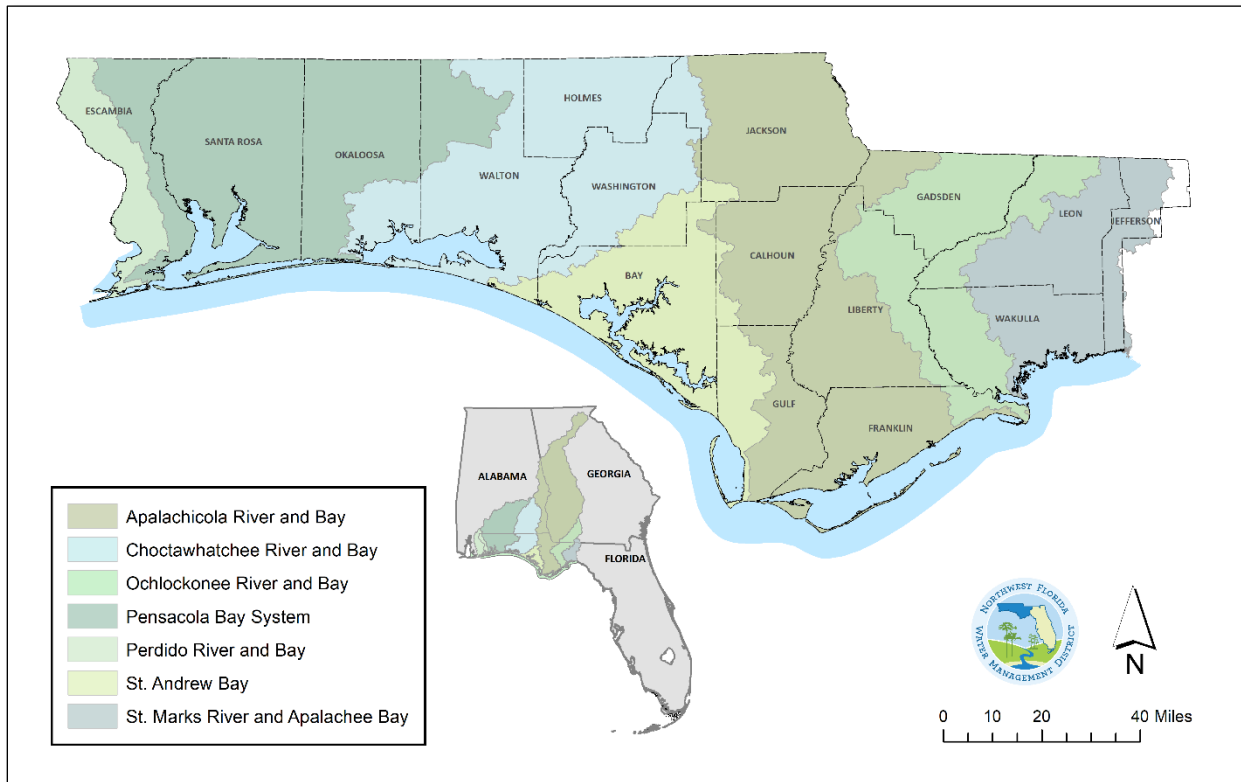 ESCAMBIA
SANTA ROSA
OKALOOSA
WALTON
HOLMES
WASHINGTON
BAY
JACKSON
CALHOUN
GULF
LIBERTY
FRANKLIN
GADSDEN
LEON
JEFFERSON
WAKULLA
ALABAMA
GEORGIA
FLORIDA
Apalachicola River and Bay
Choctawhatchee River and Bay
Ochlockonee River and Bay
Pensacola Bay System
Perdido River and Bay
St. Andrew Bay
St. Marks River and Apalachee Bay
NORTHWEST FLORIDA
WATER MANAGEMENT DISTRICT
N
0 10 20 40 Miles